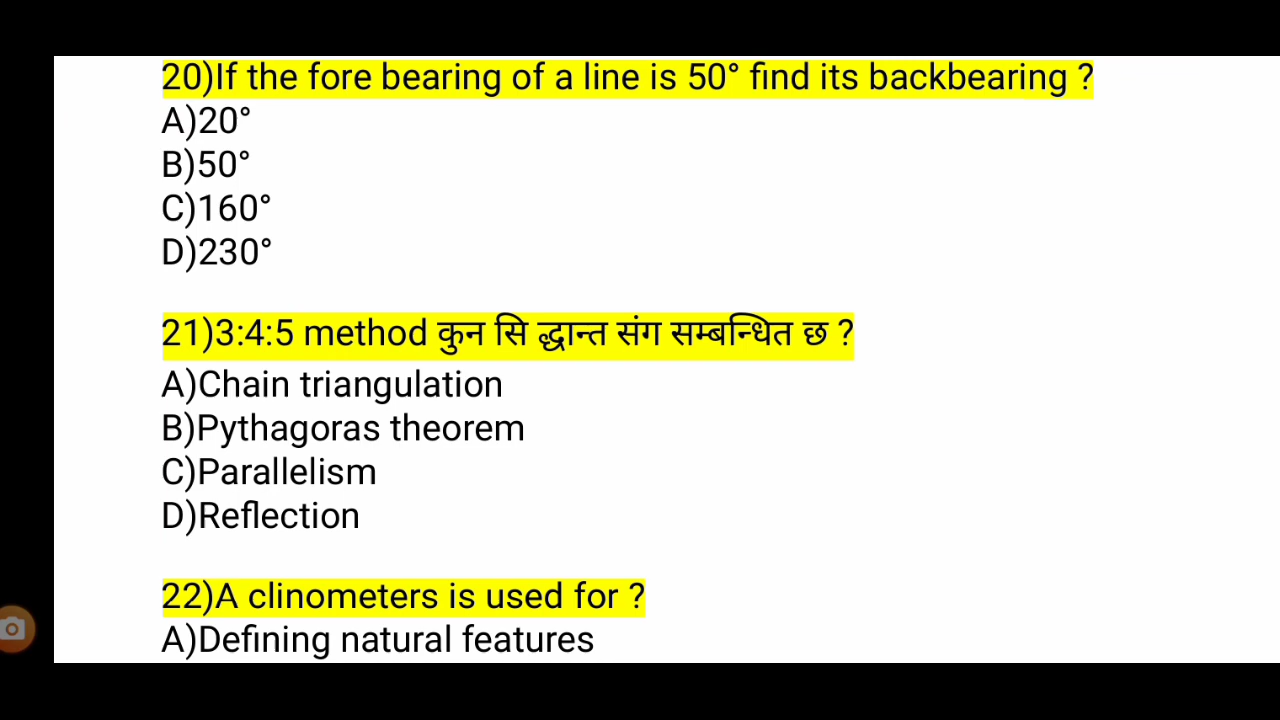 20)If the fore bearing of a line is 50° find its backbearing ?
A)20°
B)50°
C)160°
D)230°
21)3:4:5 method कुन सि द्धान्त संग सम्बन्धित छ ?
A)Chain triangulation
B)Pythagoras theorem
C)Parallelism
D)Reflection
22)A clinometers is used for ?
A)Defining natural features